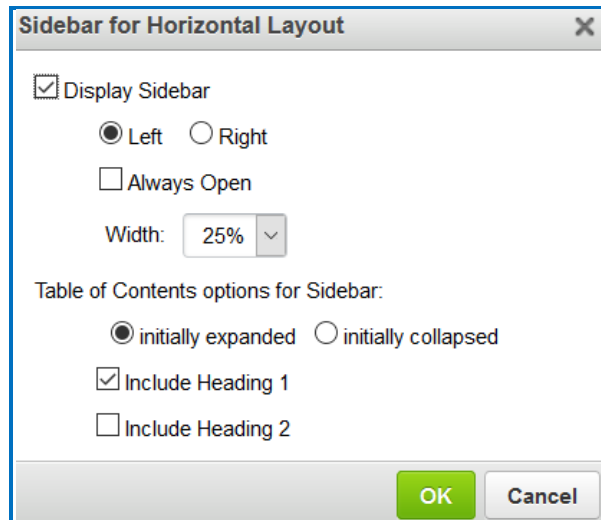 Sidebar for Horizontal Layout
Display Sidebar
Left Right
Always Open
Width: 25%
Table of Contents options for Sidebar:
initially expanded initially collapsed
Include Heading 1
Include Heading 2
OK Cancel